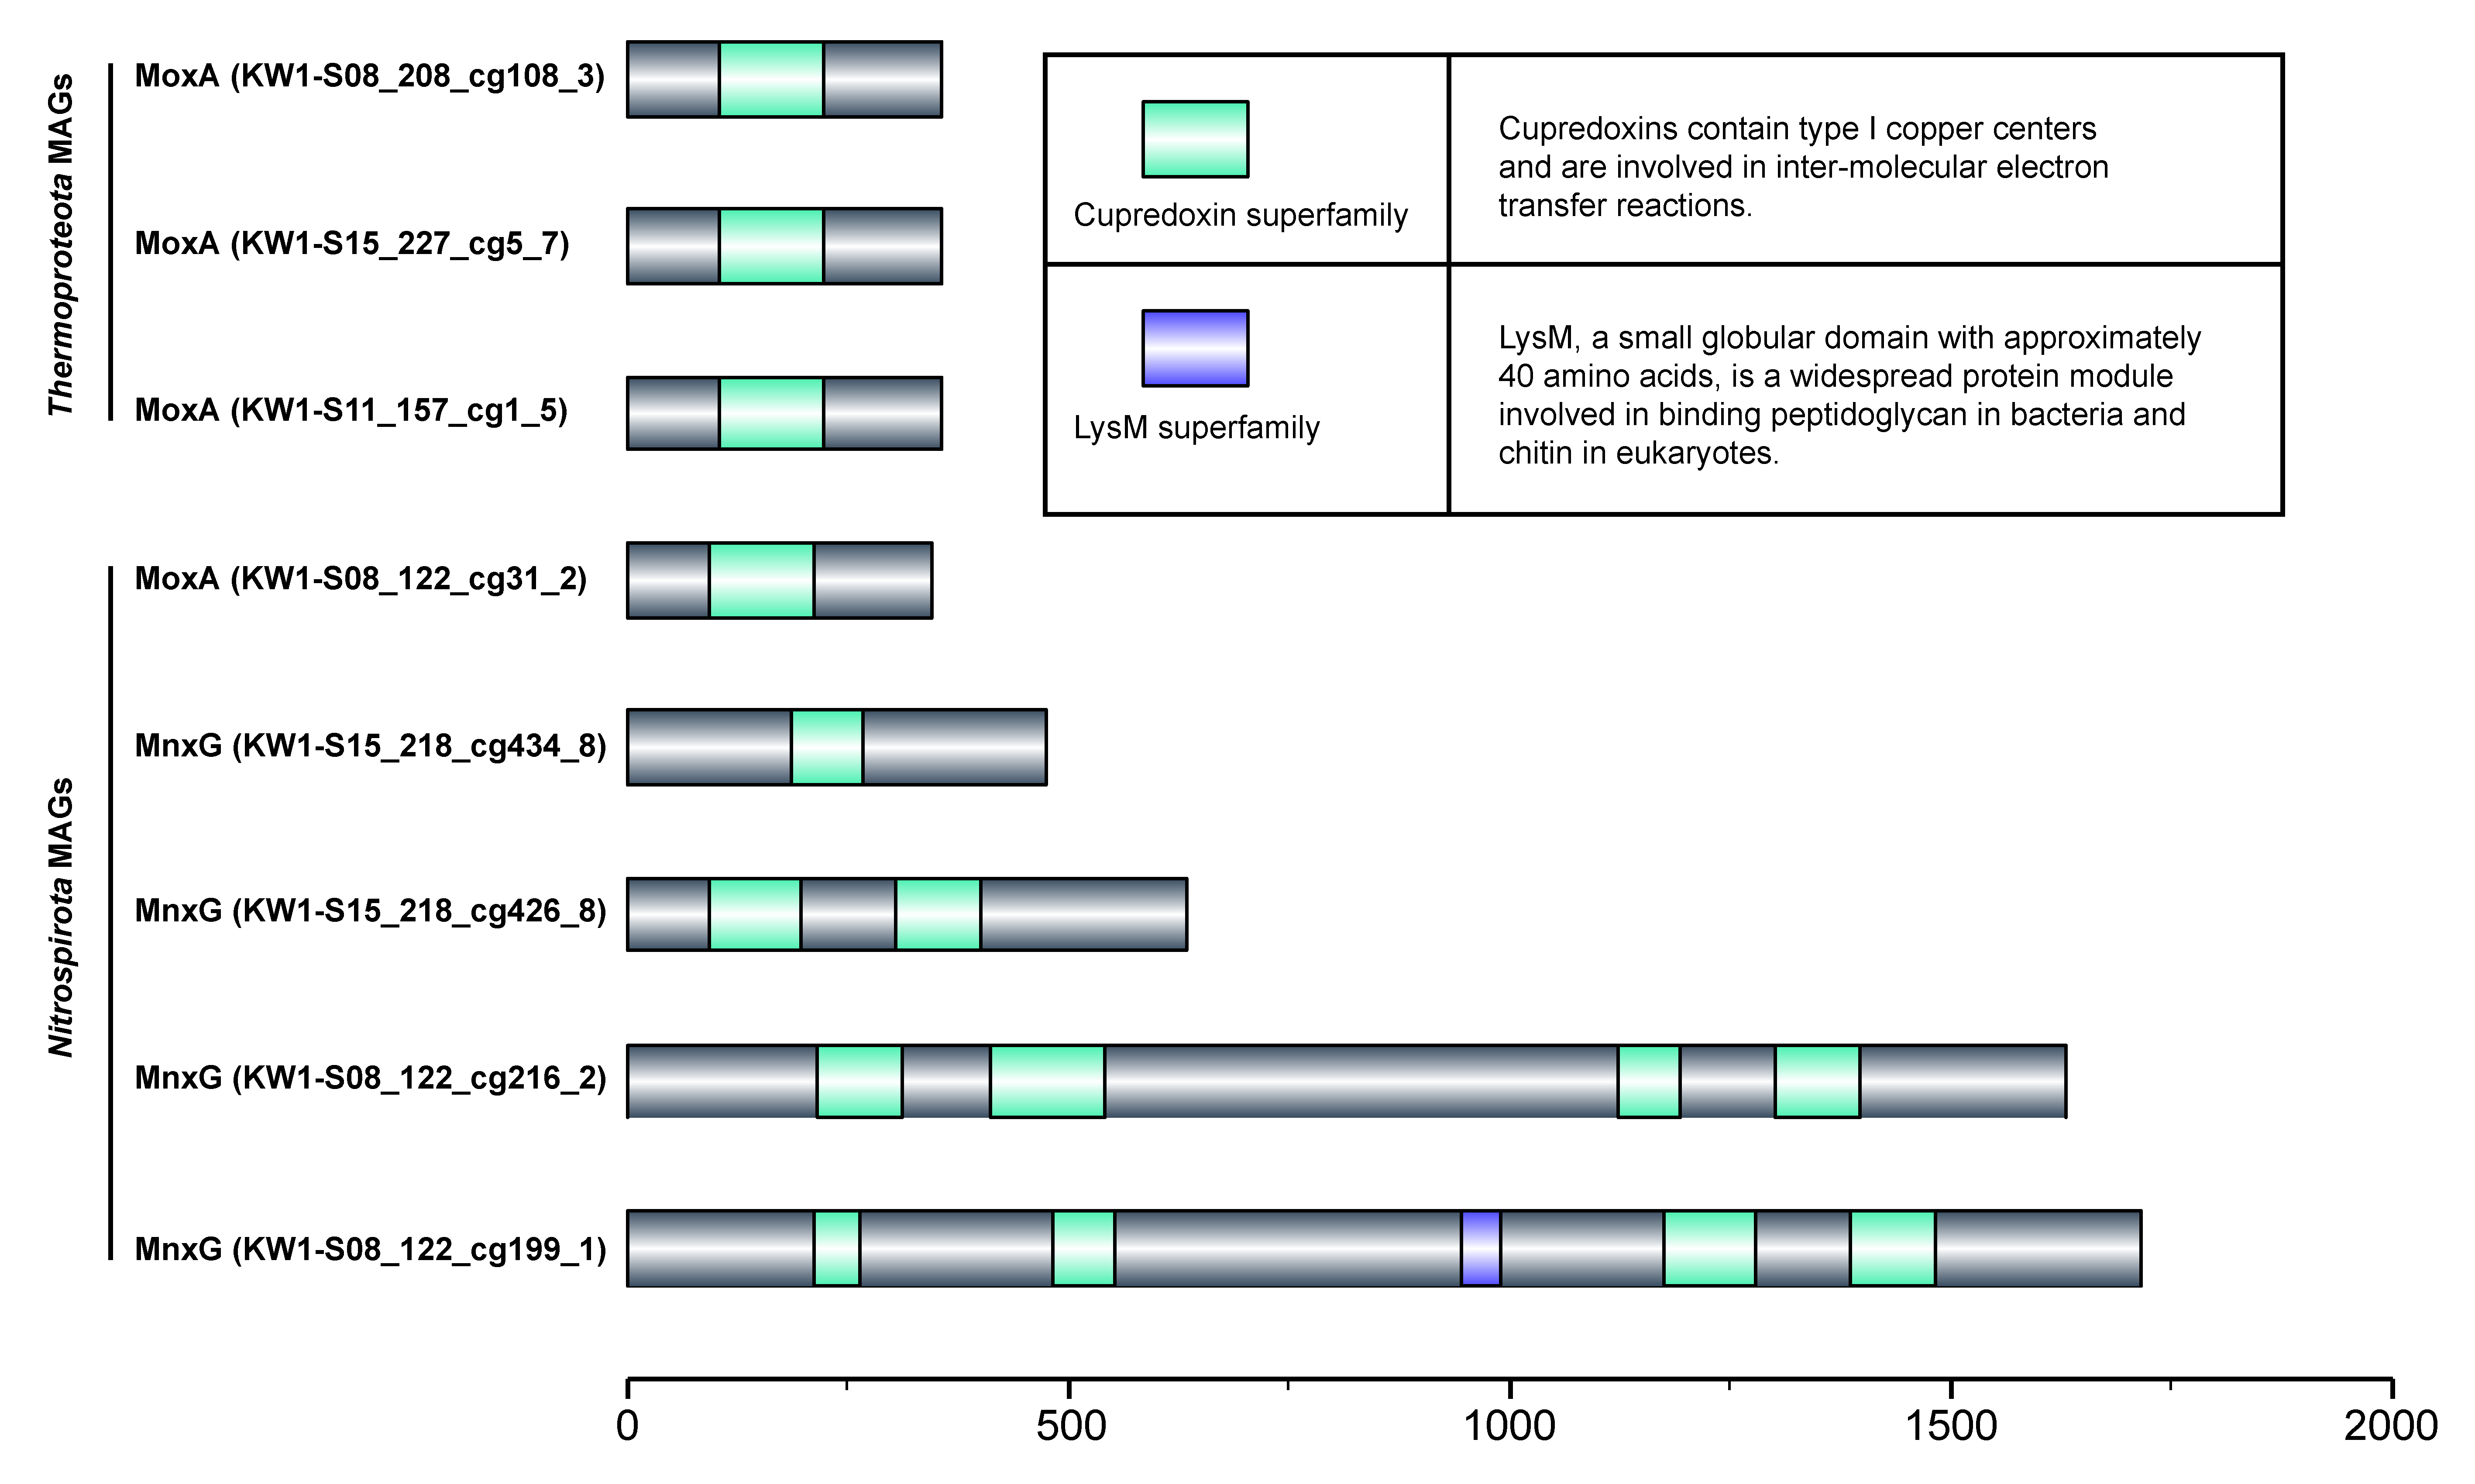 Thermoproteota MAGs
MoxA (KW1-S08_208_cg108_3)
MoxA (KW1-S15_227_cg5_7)
MoxA (KW1-S11_157_cg1_5)
Cupredoxin superfamily
Cupredoxins contain type I copper centers
and are involved in inter-molecular electron
transfer reactions.
LysM superfamily
LysM, a small globular domain with approximately
40 amino acids, is a widespread protein module
involved in binding peptidoglycan in bacteria and
chitin in eukaryotes.
Nitrospirota MAGs
MoxA (KW1-S08_122_cg31_2)
MnxG (KW1-S15_218_cg434_8)
MnxG (KW1-S15_218_cg426_8)
MnxG (KW1-S08_122_cg216_2)
MnxG (KW1-S08_122_cg199_1)
0 500 1000 1500 2000